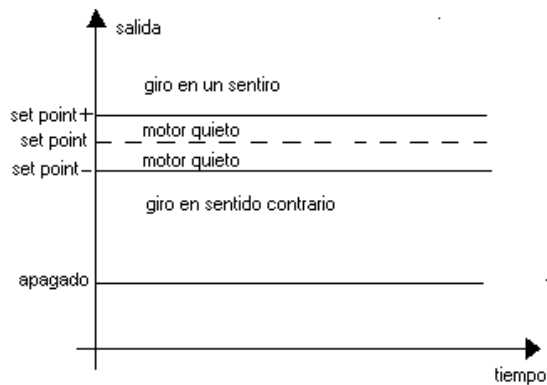 salida
giro en un sentiro
set point+
motor quieto
set point
motor quieto
set point-
giro en sentido contrario
apagado
tiempo